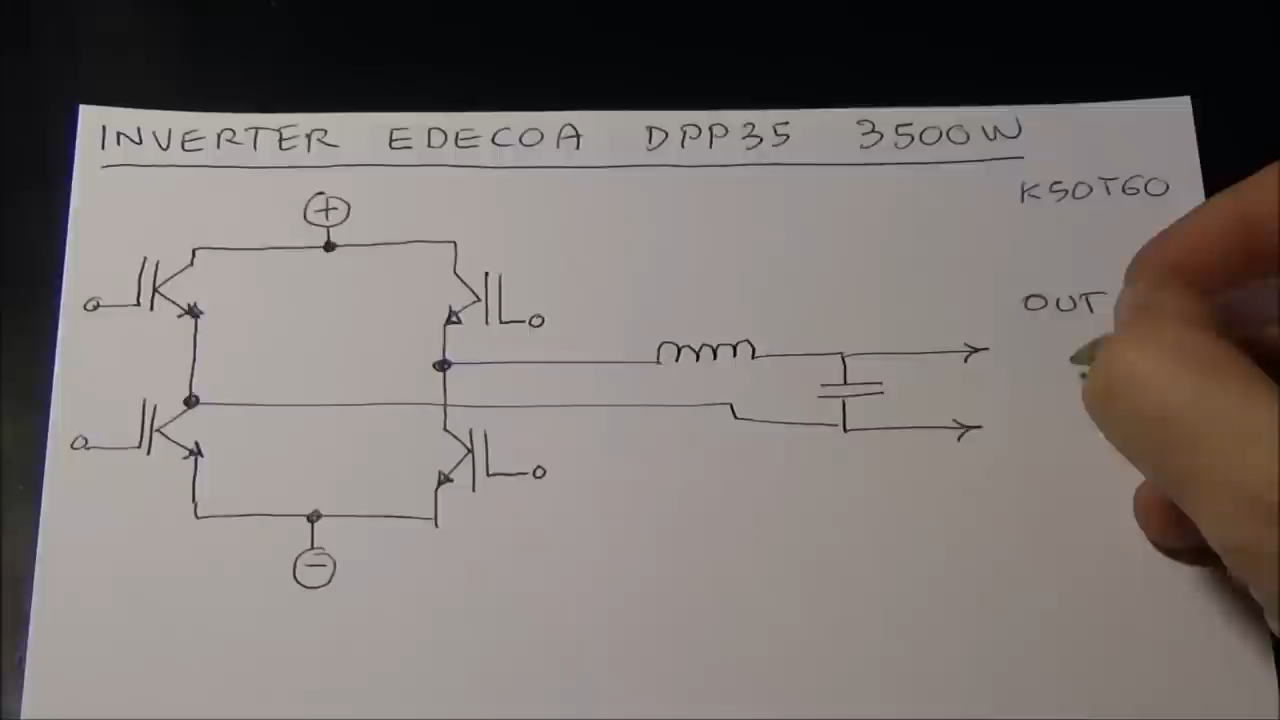 INVERTER EDECOA DPP35 3500W
K50T60
+
OUT
−